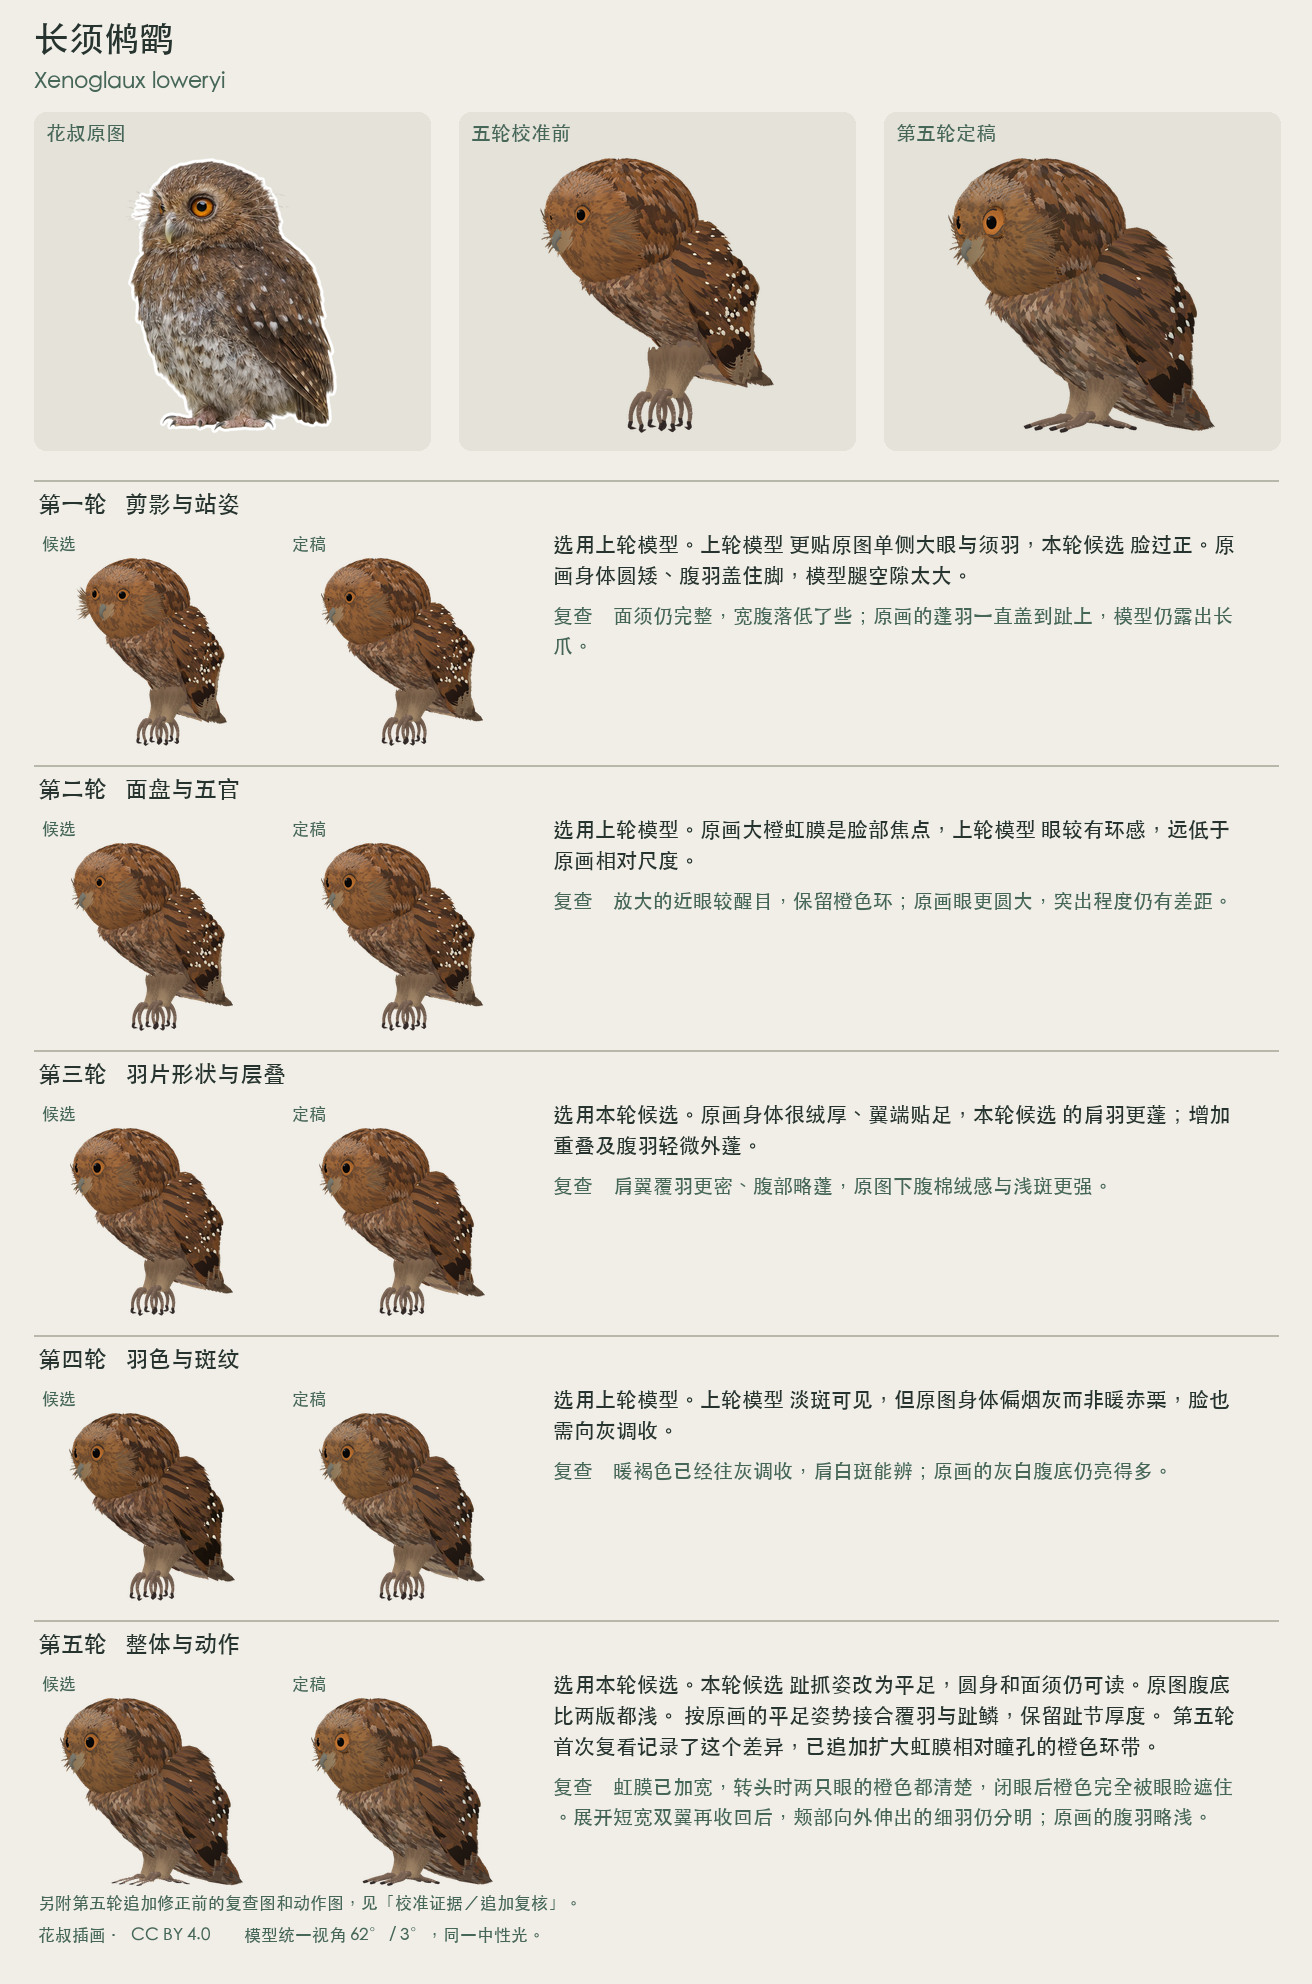 长须鸺鹠
Xenoglaux loweryi
花叔原图
五轮校准前
第五轮定稿
第一轮 剪影与站姿
候选
定稿
选用上轮模型。上轮模型 更贴原图单侧大眼与须羽，本轮候选 脸过正。原
画身体圆矮、腹羽盖住脚，模型腿空隙太大。
复查 面须仍完整，宽腹落低了些；原画的蓬羽一直盖到趾上，模型仍露出长
爪。
第二轮 面盘与五官
候选
定稿
选用上轮模型。原画大橙虹膜是脸部焦点，上轮模型 眼较有环感，远低于
原画相对尺度。
复查 放大的近眼较醒目，保留橙色环；原画眼更圆大，突出程度仍有差距。
第三轮 羽片形状与层叠
候选
定稿
选用本轮候选。原画身体很绒厚、翼端贴足，本轮候选 的肩羽更蓬；增加
重叠及腹羽轻微外蓬。
复查 肩翼覆羽更密、腹部略蓬，原图下腹棉绒感与浅斑更强。
第四轮 羽色与斑纹
候选
定稿
选用上轮模型。上轮模型 淡斑可见，但原图身体偏烟灰而非暖赤栗，脸也
需向灰调收。
复查 暖褐色已经往灰调收，肩白斑能辨；原画的灰白腹底仍亮得多。
第五轮 整体与动作
候选
定稿
选用本轮候选。本轮候选 趾抓姿改为平足，圆身和面须仍可读。原图腹底
比两版都浅。 按原画的平足姿势接合覆羽与趾鳞，保留趾节厚度。 第五轮
首次复看记录了这个差异，已追加扩大虹膜相对瞳孔的橙色环带。
复查 虹膜已加宽，转头时两只眼的橙色都清楚，闭眼后橙色完全被眼睑遮住
。展开短宽双翼再收回后，颊部向外伸出的细羽仍分明；原画的腹羽略浅。
另附第五轮追加修正前的复查图和动作图，见「校准证据／追加复核」。
花叔插画 · CC BY 4.0 模型统一视角 62° / 3°，同一中性光。